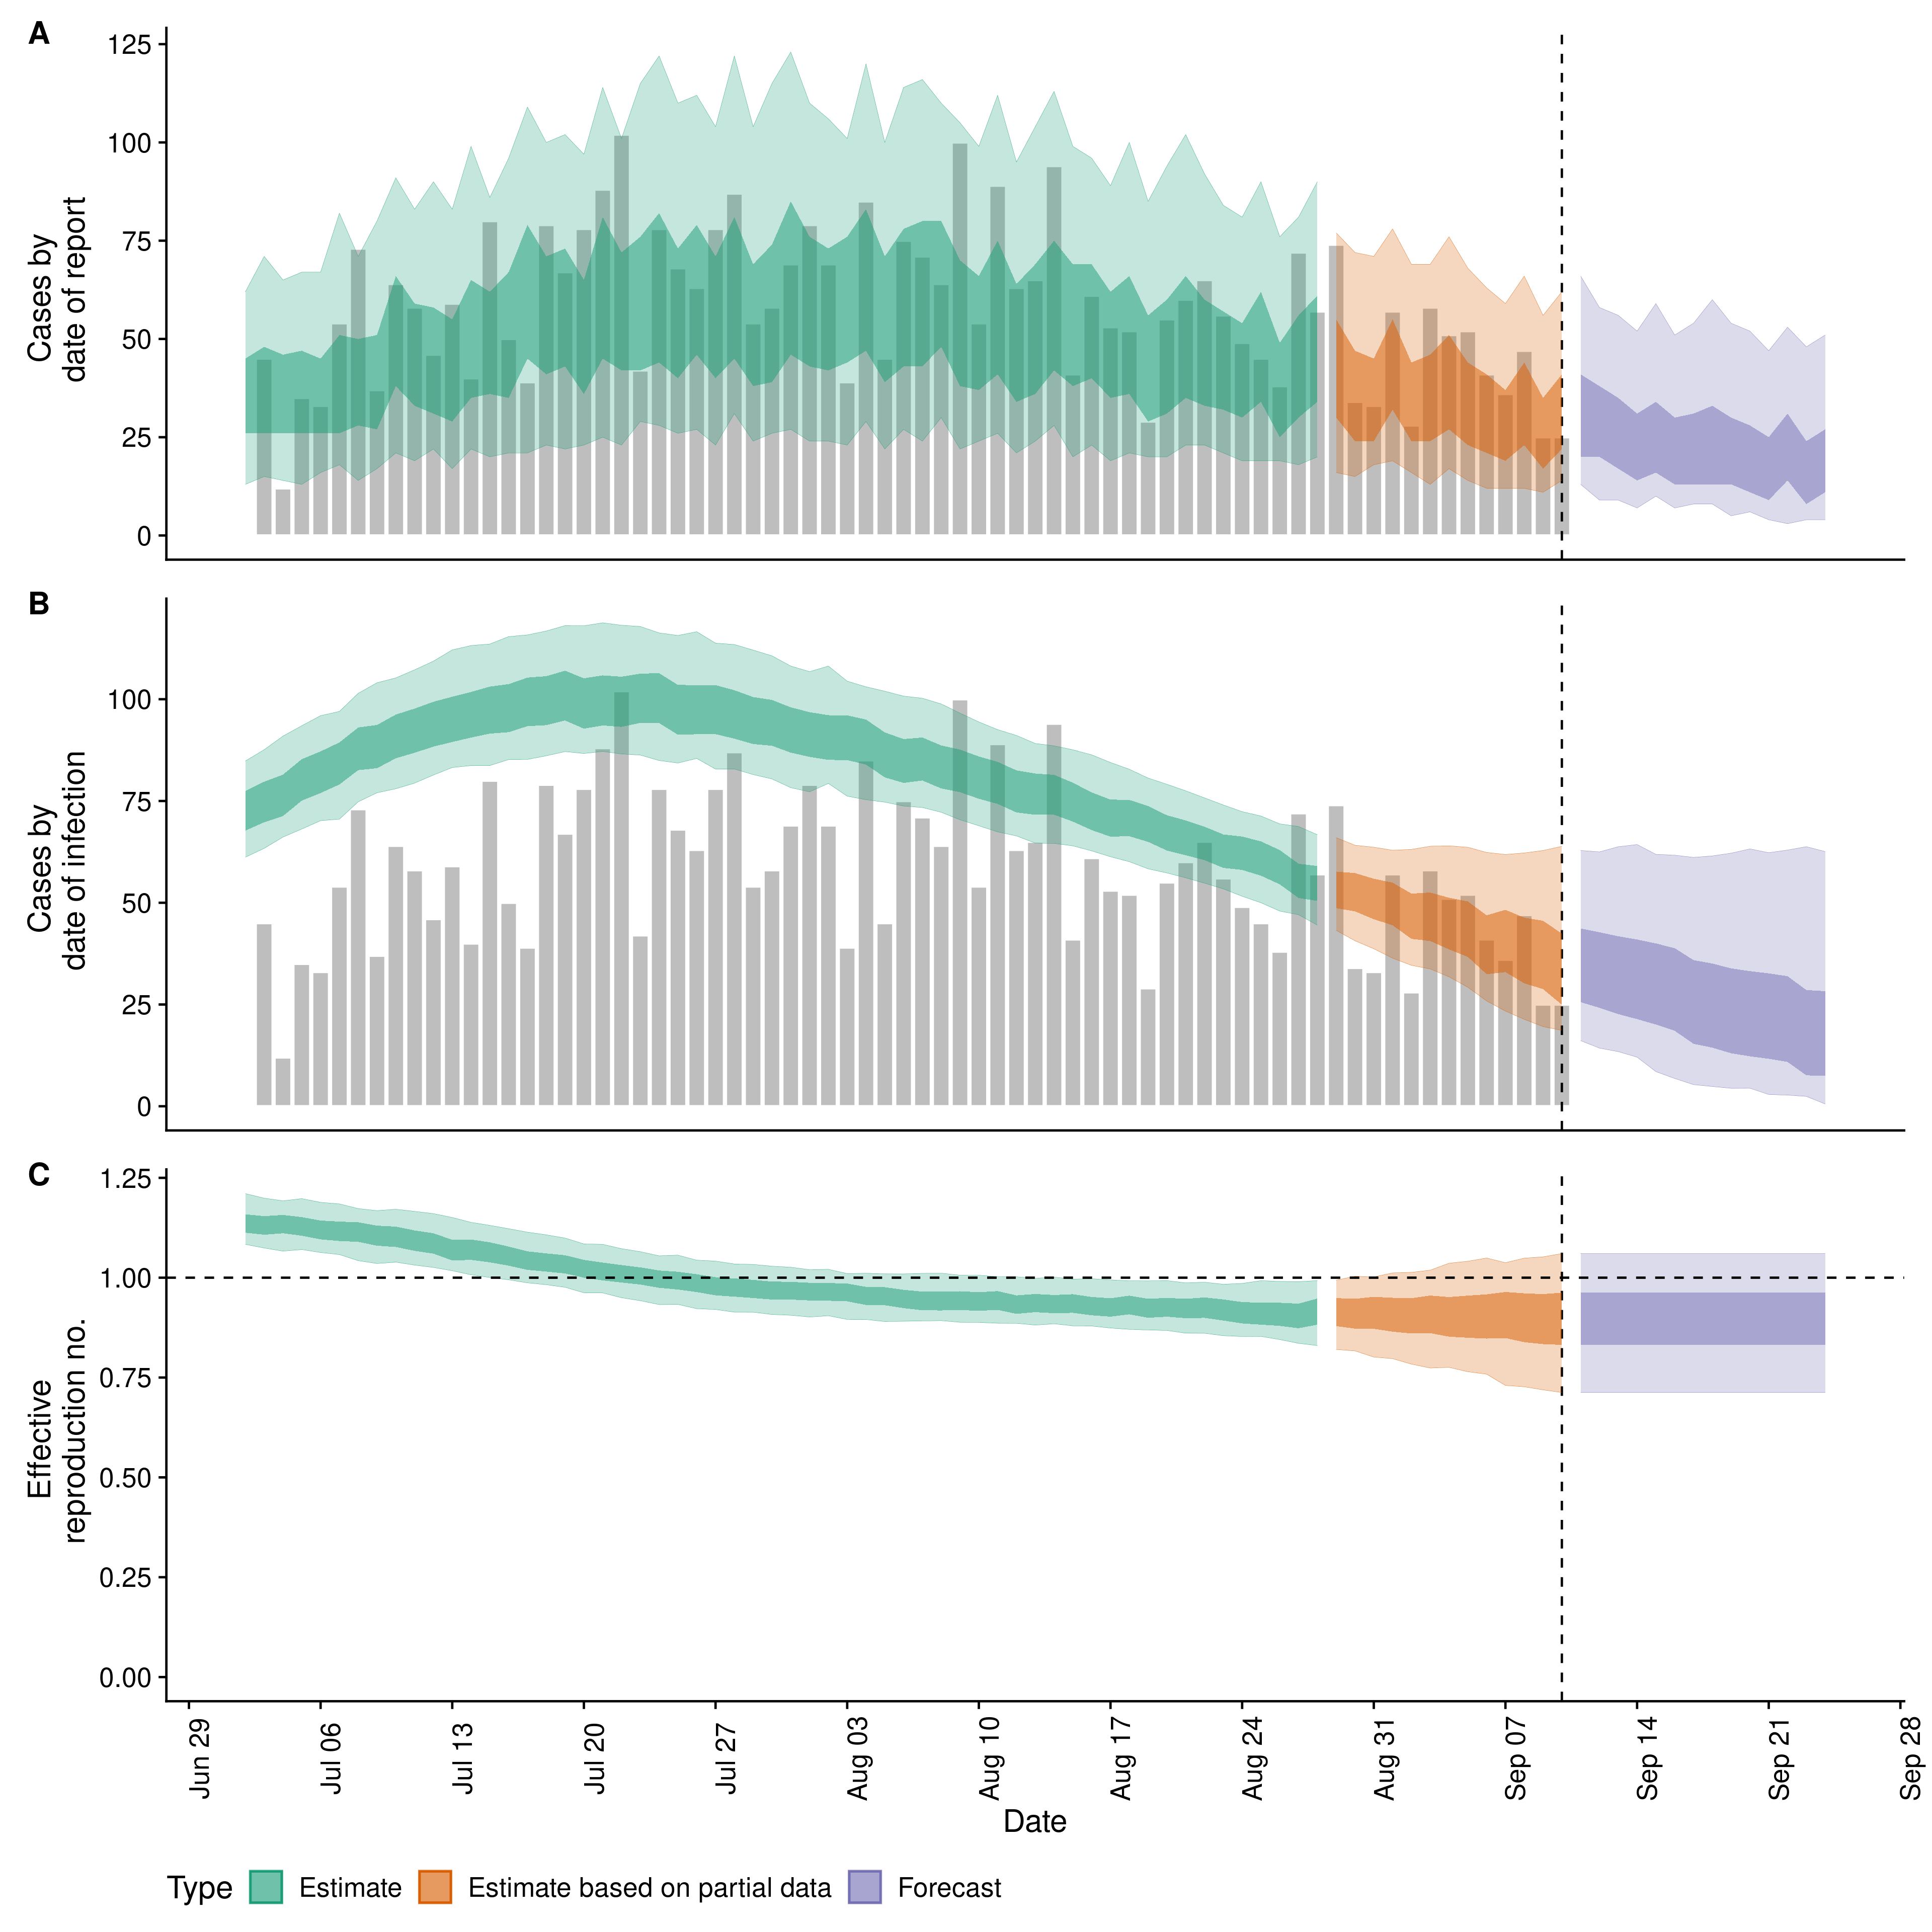 A
Cases by
date of report
125
100
75
50
25
0
B
Cases by
date of infection
100
75
50
25
0
C
Effective
reproduction no.
1.25
1.00
0.75
0.50
0.25
0.00
Jun 29
Jul 06
Jul 13
Jul 20
Jul 27
Aug 03
Aug 10
Aug 17
Aug 24
Aug 31
Sep 07
Sep 14
Sep 21
Sep 28
Date
Type Estimate Estimate based on partial data Forecast